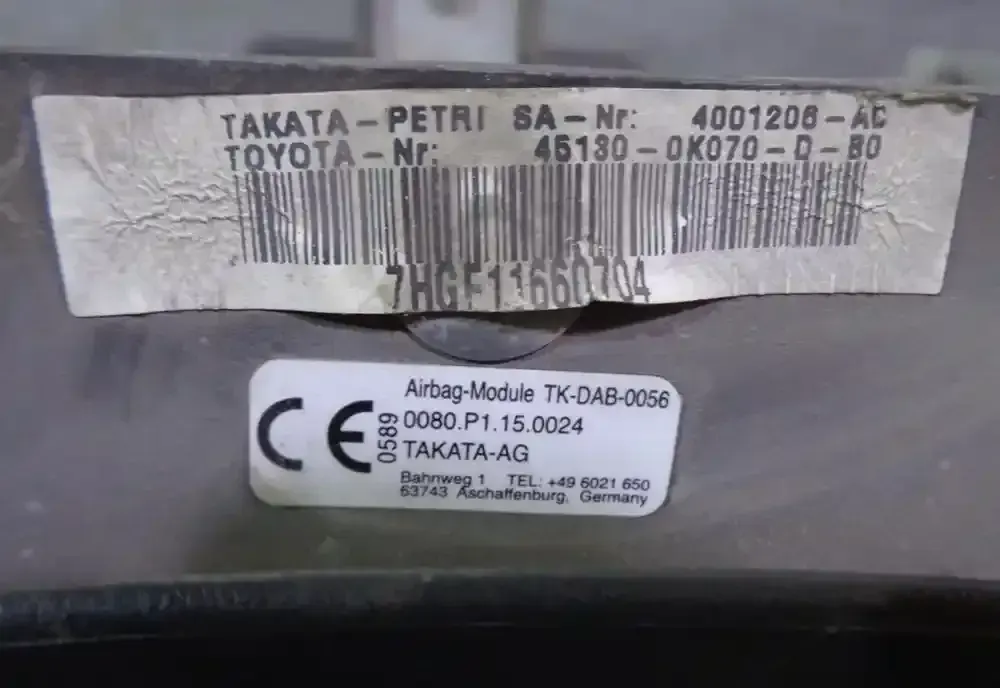 TAKATA-PETRI SA-Nr: 4001206-AC
TOYOTA-Nr: 45130-0K070-D-B0
7HGF11660704
CE 0589
Airbag-Module TK-DAB-0056
0080.P1.15.0024
TAKATA-AG
Bahnweg 1 TEL: +49 6021 650
63743 Aschaffenburg, Germany